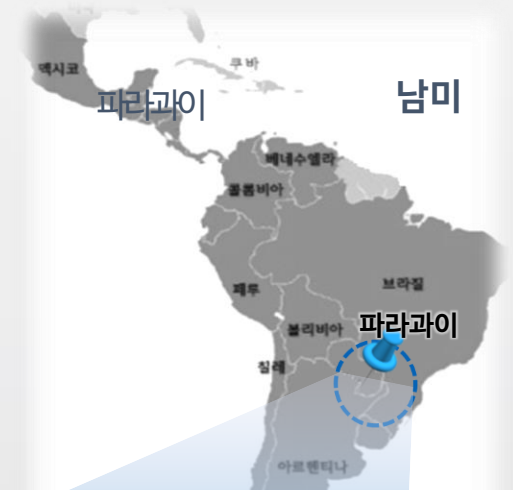 멕시코
쿠바
파라과이
남미
베네수엘라
콜롬비아
페루
브라질
볼리비아
파라과이
칠레
아르헨티나